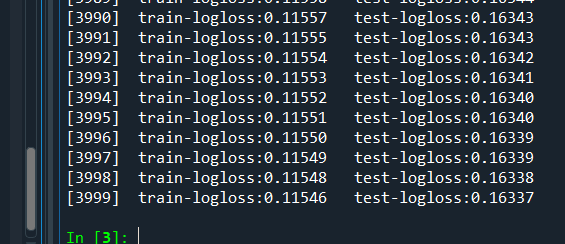 [3990] train-logloss:0.11557 test-logloss:0.16343
[3991] train-logloss:0.11555 test-logloss:0.16343
[3992] train-logloss:0.11554 test-logloss:0.16342
[3993] train-logloss:0.11553 test-logloss:0.16341
[3994] train-logloss:0.11552 test-logloss:0.16340
[3995] train-logloss:0.11551 test-logloss:0.16340
[3996] train-logloss:0.11550 test-logloss:0.16339
[3997] train-logloss:0.11549 test-logloss:0.16339
[3998] train-logloss:0.11548 test-logloss:0.16338
[3999] train-logloss:0.11546 test-logloss:0.16337
In [3]: